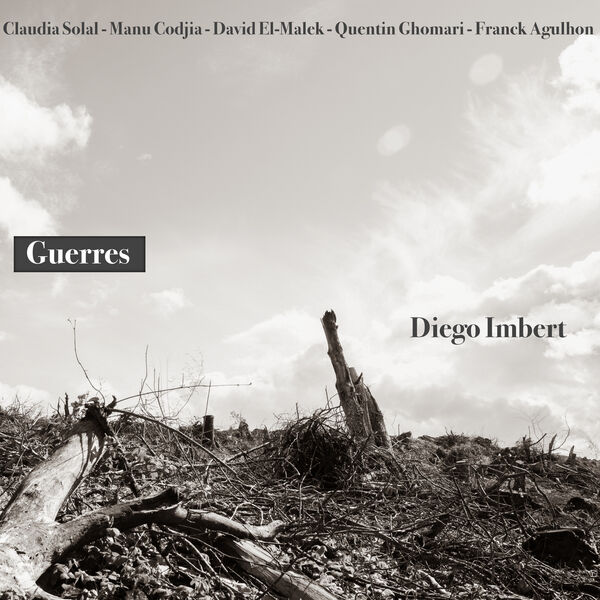 Claudia Solal - Manu Codjia - David El-Malek - Quentin Ghomari - Franck Agulhon
Guerres
Diego Imbert